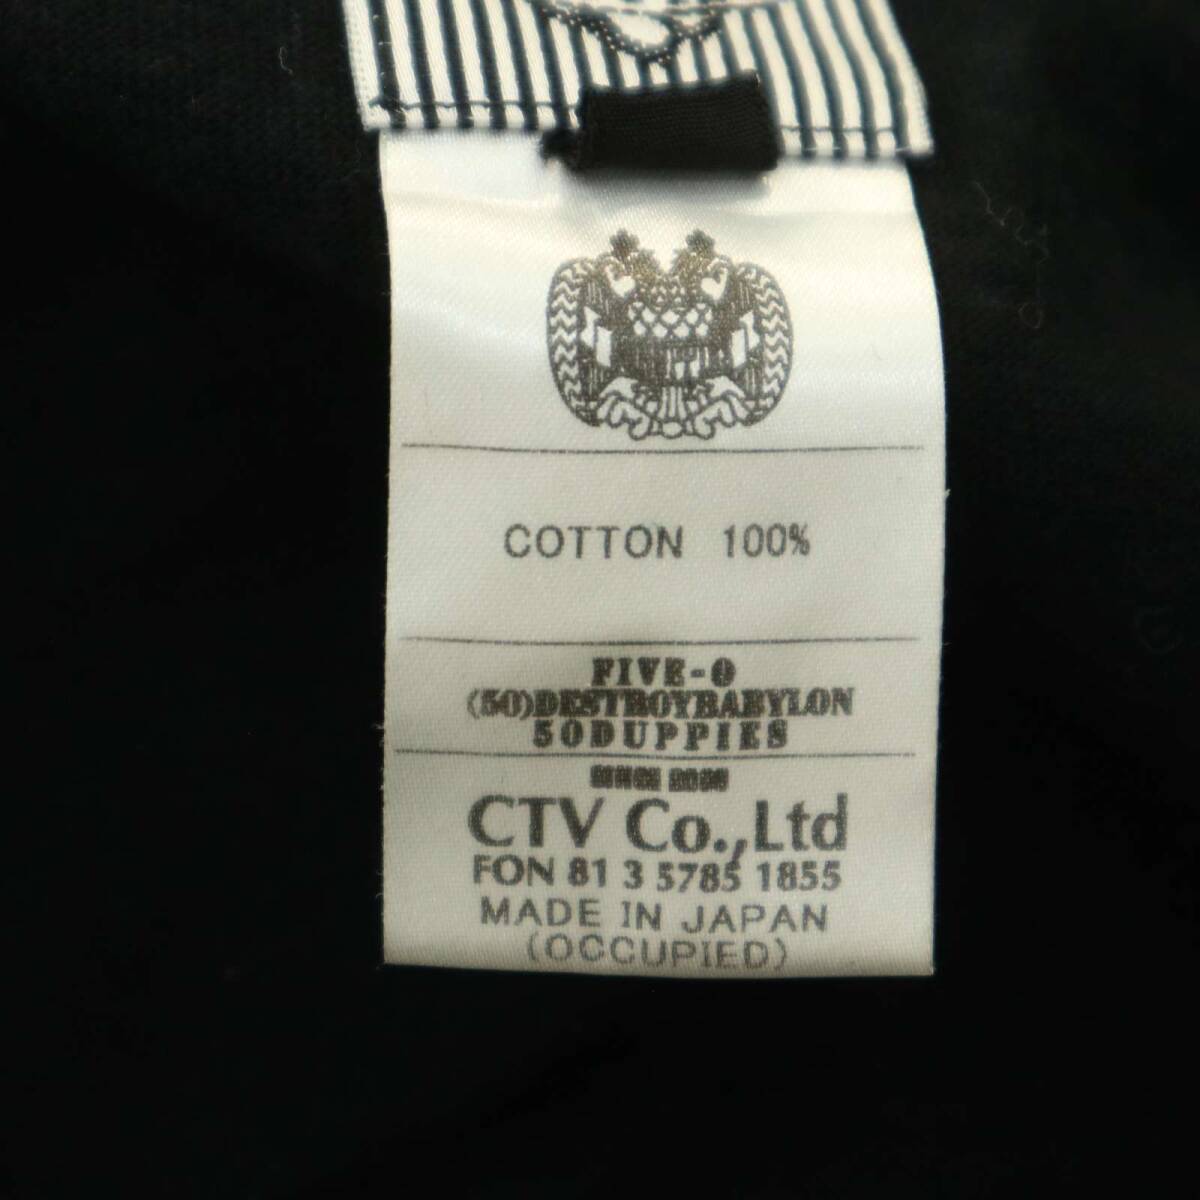 COTTON 100%
FIVE-O
(50)DESTROYBABYLON
50DUPPIES
CTV Co.,Ltd
FON 81 3 5785 1855
MADE IN JAPAN
(OCCUPIED)